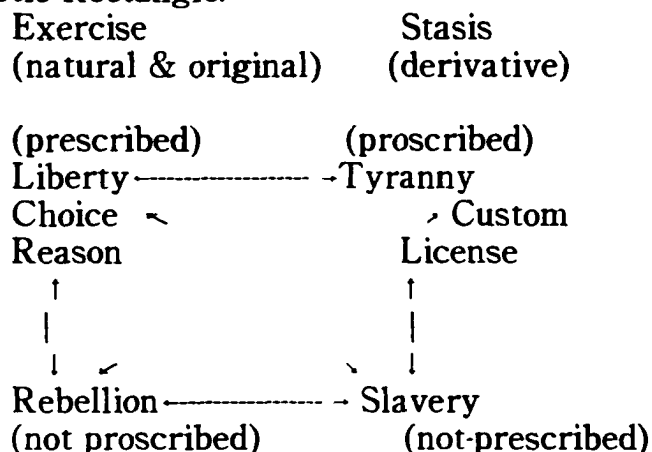 Exercise Stasis
(natural & original) (derivative)
(prescribed) (proscribed)
Liberty Tyranny
Choice Custom
Reason License
Rebellion Slavery
(not proscribed) (not-prescribed)